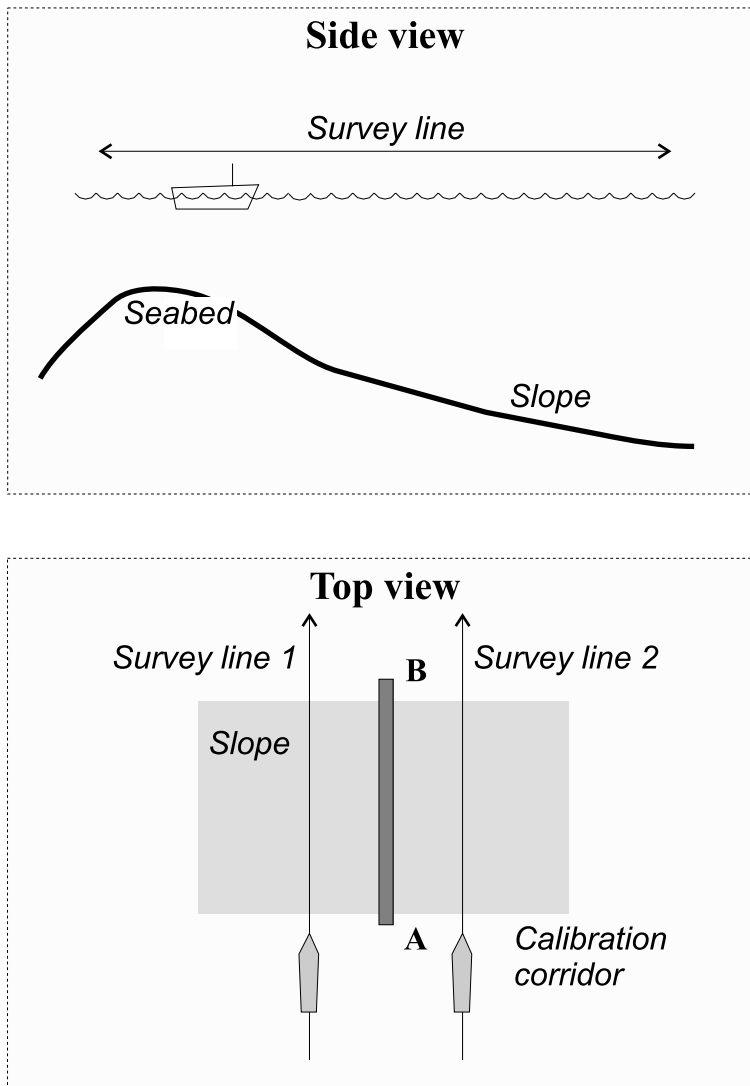 Side view
Survey line
Seabed
Slope
Top view
Survey line 1
B
Survey line 2
Slope
A
Calibration
corridor